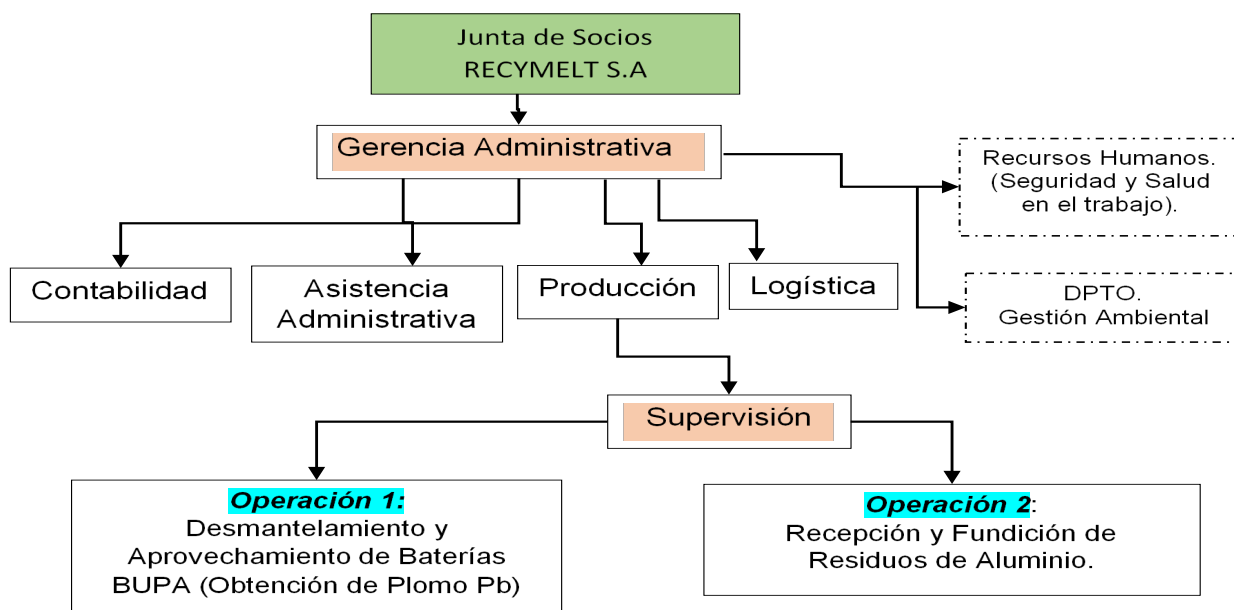 Junta de Socios
RECYMELT S.A
Gerencia Administrativa
Recursos Humanos.
(Seguridad y Salud
en el trabajo).
Contabilidad
Asistencia
Administrativa
Producción
Logística
DPTO.
Gestión Ambiental
Supervisión
Operación 1:
Desmantelamiento y
Aprovechamiento de Baterías
BUPA (Obtención de Plomo Pb)
Operación 2:
Recepción y Fundición de
Residuos de Aluminio.